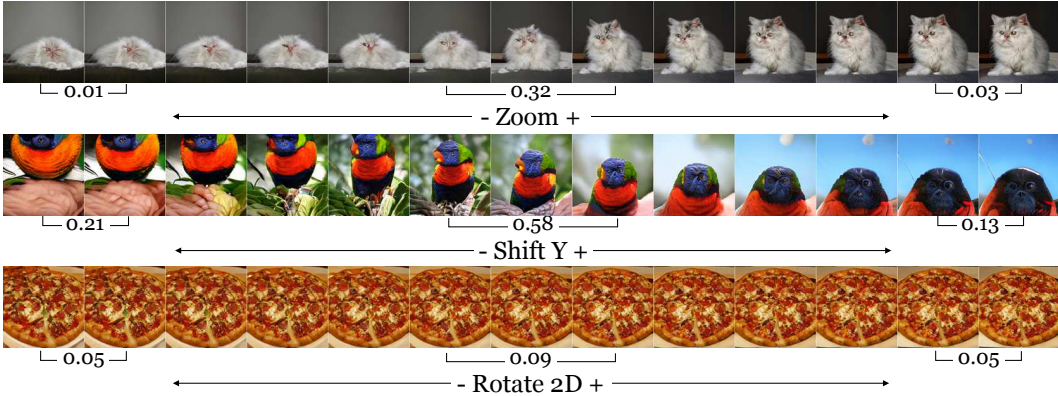 0.01 0.32 0.03
- Zoom +
0.21 0.58 0.13
- Shift Y +
0.05 0.09 0.05
- Rotate 2D +